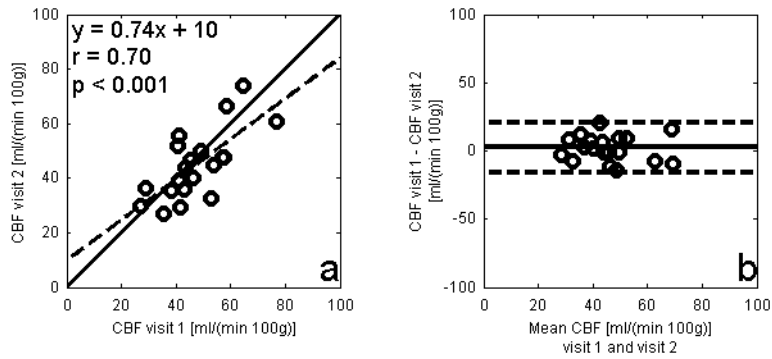 y = 0.74x + 10
r = 0.70
p < 0.001
CBF visit 2 [ml/(min 100g)]
100
80
60
40
20
0
0 20 40 60 80 100
CBF visit 1 [ml/(min 100g)]
a
CBF visit 1 - CBF visit 2
[ml/(min 100g)]
100
50
0
-50
-100
0 20 40 60 80 100
Mean CBF [ml/(min 100g)]
visit 1 and visit 2
b